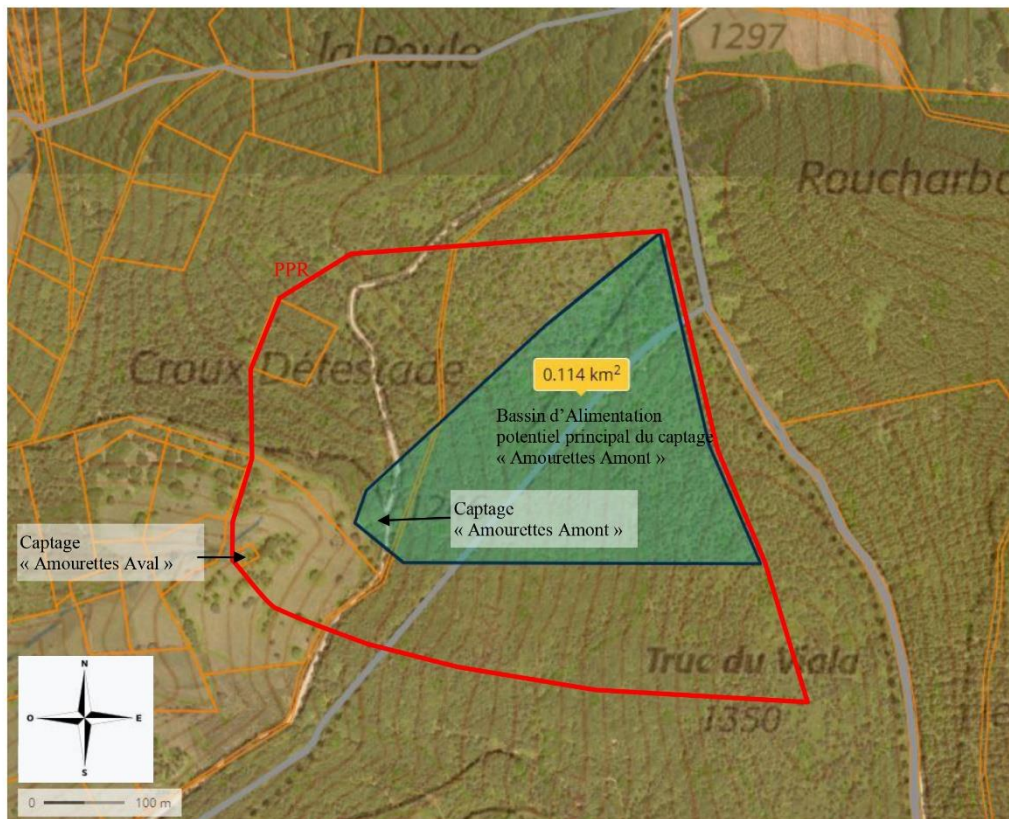 la Poule
1297
Roucharbo
PPR
Croux Détestade
0.114 km²
Bassin d’Alimentation
potentiel principal du captage
« Amourettes Amont »
Captage
« Amourettes Amont »
Captage
« Amourettes Aval »
Truc du Viala
1350
N
O
E
S
0
100 m